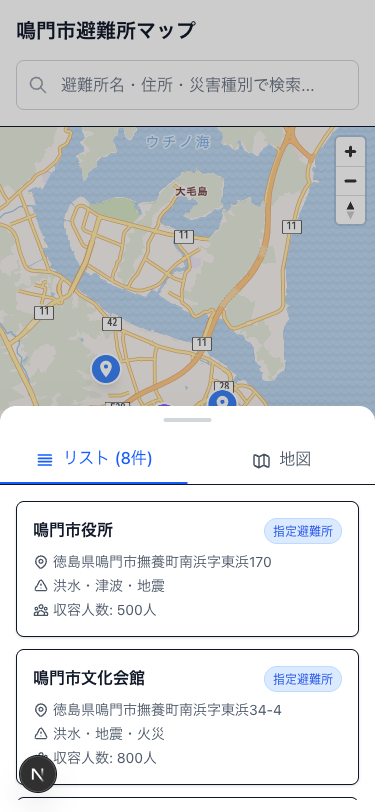 鳴門市避難所マップ
避難所名・住所・災害種別で検索...
ウチノ海
大毛島
11
11
11
42
11
28
リスト (8件)
地図
鳴門市役所
指定避難所
徳島県鳴門市撫養町南浜字東浜170
洪水・津波・地震
収容人数: 500人
鳴門市文化会館
指定避難所
徳島県鳴門市撫養町南浜字東浜34-4
洪水・地震・火災
収容人数: 800人
N